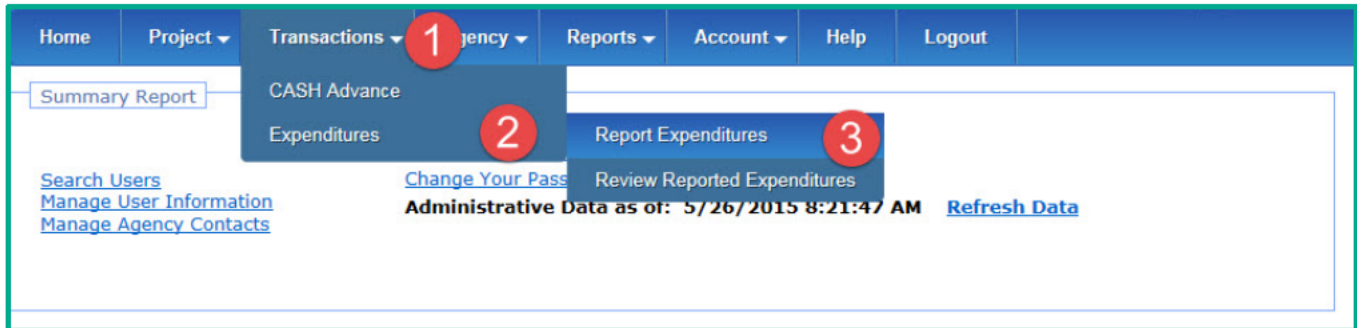 Home Project Transactions 1 gency Reports Account Help Logout
Summary Report
CASH Advance
Expenditures 2
Report Expenditures 3
Review Reported Expenditures
Search Users
Manage User Information
Manage Agency Contacts
Change Your Pass
Administrative Data as of: 5/26/2015 8:21:47 AM Refresh Data